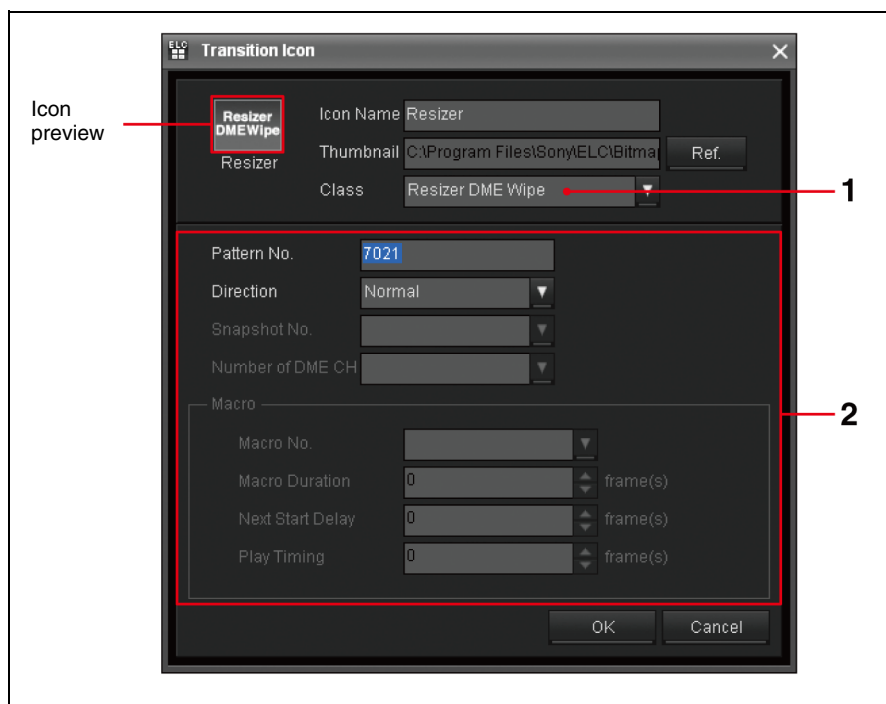 ELC
Transition Icon
Icon
preview
Resizer
DMEWipe
Resizer
Icon Name Resizer
Thumbnail C:\Program Files\Sony\ELC\Bitma
Ref.
Class Resizer DME Wipe
1
Pattern No. 7021
Direction Normal
Snapshot No.
Number of DME CH
Macro
2
Macro No.
Macro Duration 0 frame(s)
Next Start Delay 0 frame(s)
Play Timing 0 frame(s)
OK Cancel